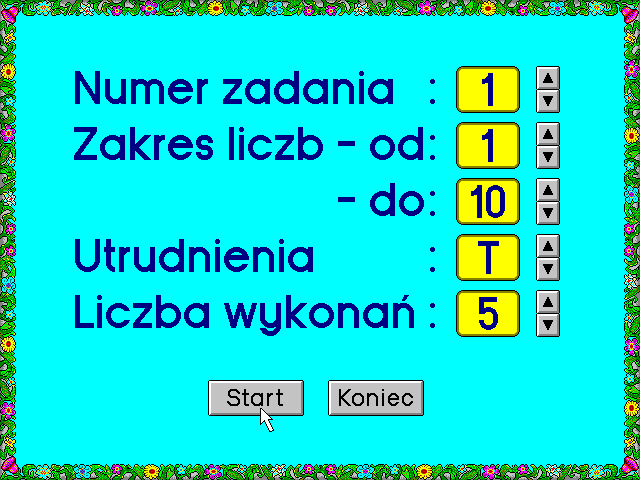 Numer zadania : 1
Zakres liczb - od: 1
- do: 10
Utrudnienia : T
Liczba wykonań : 5
Start Koniec